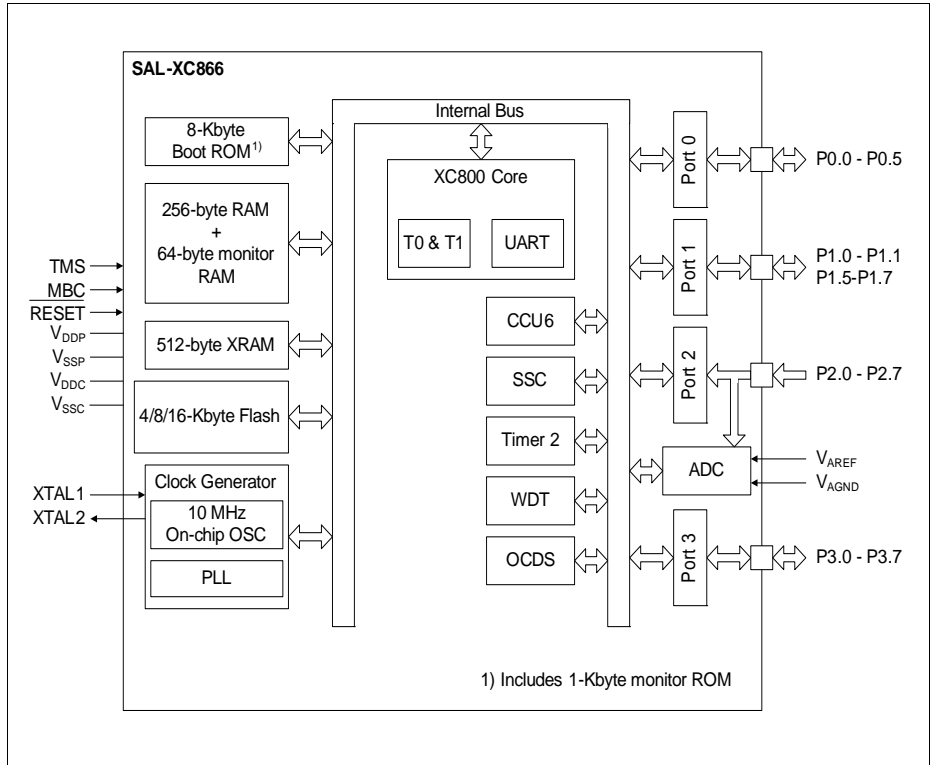 SAL-XC866
Internal Bus
8-Kbyte
Boot ROM1)
256-byte RAM
+
64-byte monitor
RAM
512-byte XRAM
4/8/16-Kbyte Flash
Clock Generator
10 MHz
On-chip OSC
PLL
TMS
MBC
RESET
VDDP
VSSP
VDDC
VSSC
XTAL1
XTAL2
XC800 Core
T0 & T1
UART
CCU6
SSC
Timer 2
WDT
OCDS
Port 0
P0.0 - P0.5
Port 1
P1.0 - P1.1
P1.5-P1.7
Port 2
P2.0 - P2.7
ADC
VAREF
VAGND
Port 3
P3.0 - P3.7
1) Includes 1-Kbyte monitor ROM